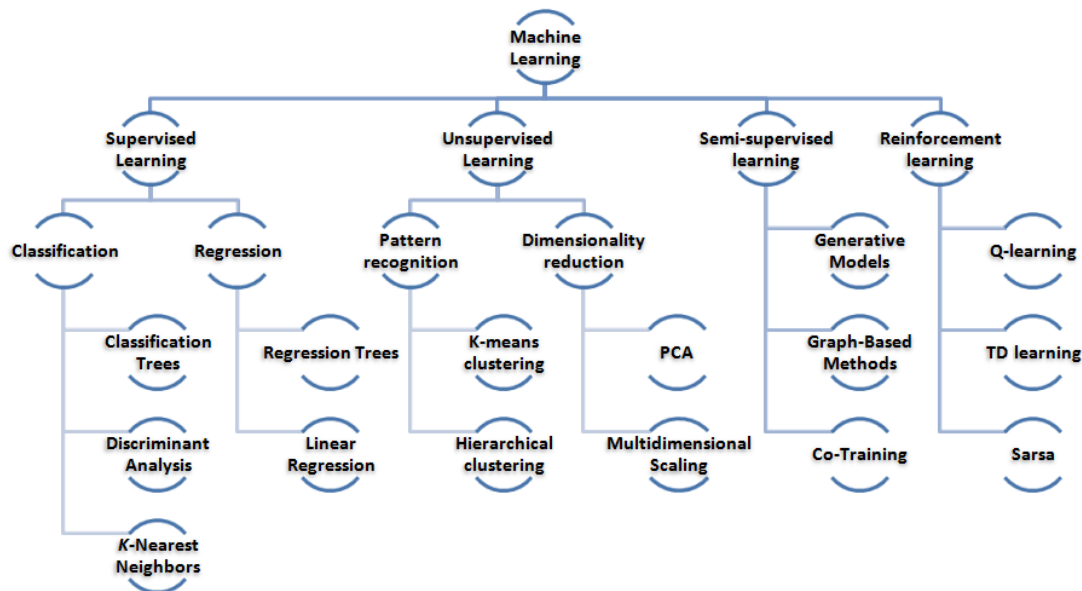 Machine
Learning
Supervised
Learning
Unsupervised
Learning
Semi-supervised
learning
Reinforcement
learning
Classification
Regression
Pattern
recognition
Dimensionality
reduction
Generative
Models
Q-learning
Classification
Trees
Regression Trees
K-means
clustering
PCA
Graph-Based
Methods
TD learning
Discriminant
Analysis
Linear
Regression
Hierarchical
clustering
Multidimensional
Scaling
Co-Training
Sarsa
K-Nearest
Neighbors